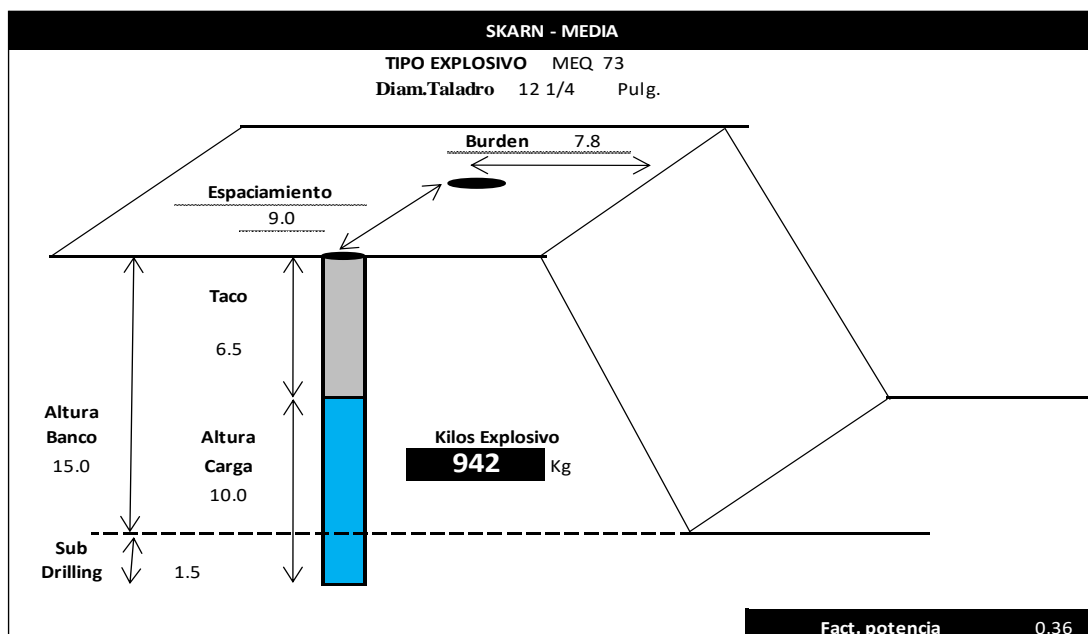 SKARN - MEDIA
TIPO EXPLOSIVO MEQ 73
Diam.Taladro 12 1/4 Pulg.
Burden 7.8
Espaciamiento
9.0
Taco
6.5
Altura
Banco
15.0
Altura
Carga
10.0
Kilos Explosivo
942 Kg
Sub
Drilling 1.5
Fact. potencia 0.36